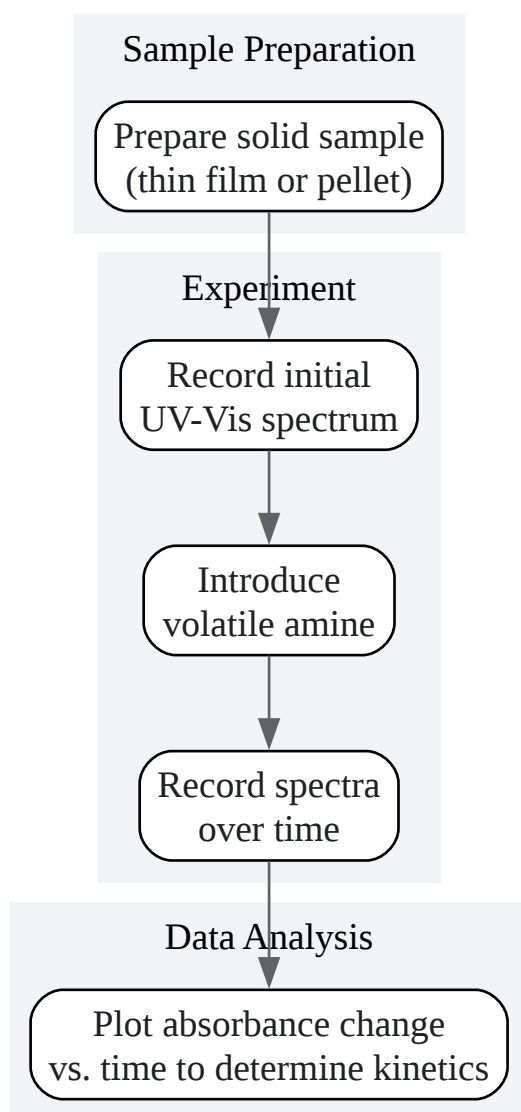 Sample Preparation
Prepare solid sample
(thin film or pellet)
Experiment
Record initial
UV-Vis spectrum
Introduce
volatile amine
Record spectra
over time
Data Analysis
Plot absorbance change
vs. time to determine kinetics